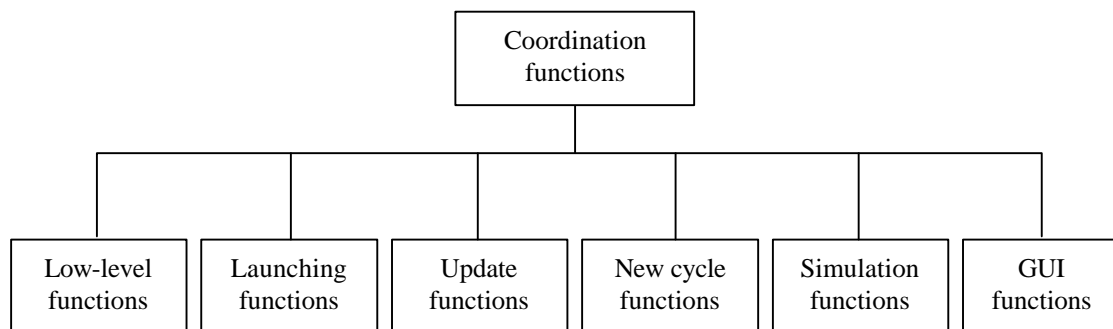 Coordination
functions
Low-level
functions
Launching
functions
Update
functions
New cycle
functions
Simulation
functions
GUI
functions